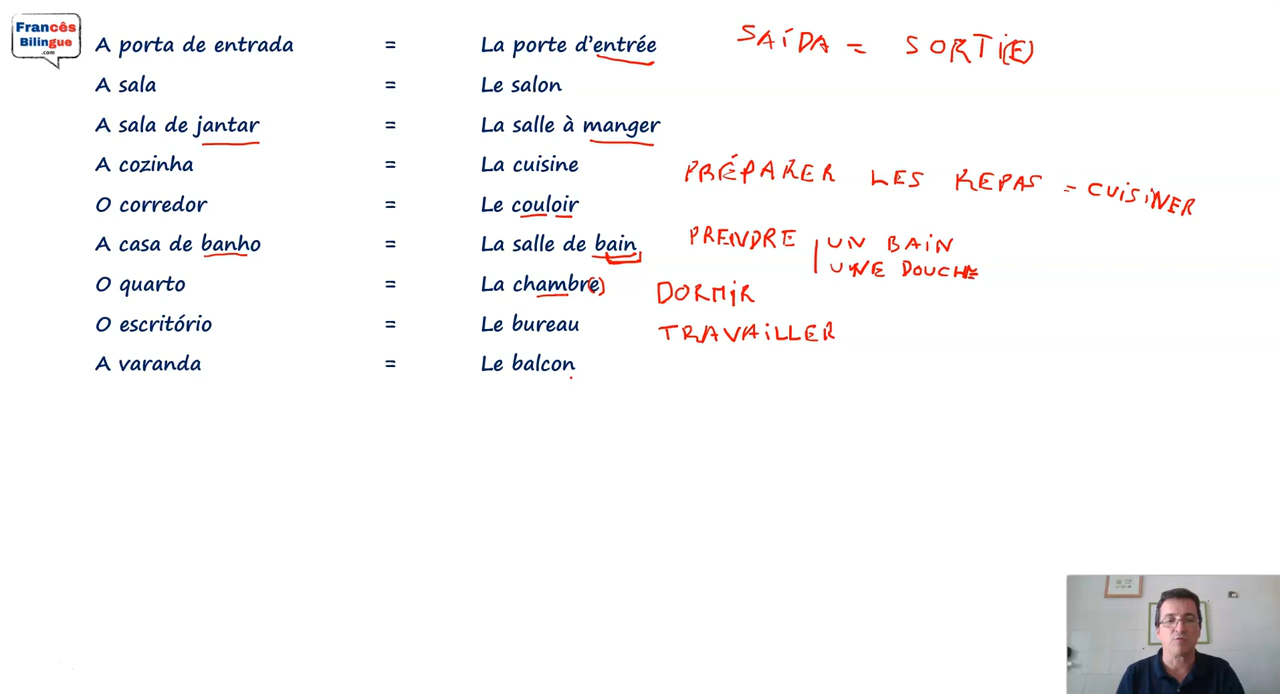 Francês
Bilingue
.com
A porta de entrada = La porte d'entrée SAÍDA = SORTI(E)
A sala = Le salon
A sala de jantar = La salle à manger
A cozinha = La cuisine PRÉPARER LES REPAS = CUISINER
O corredor = Le couloir
A casa de banho = La salle de bain PRENDRE UN BAIN
UNE DOUCHE
O quarto = La chambr(e) DORMIR
O escritório = Le bureau TRAVAILLER
A varanda = Le balcon